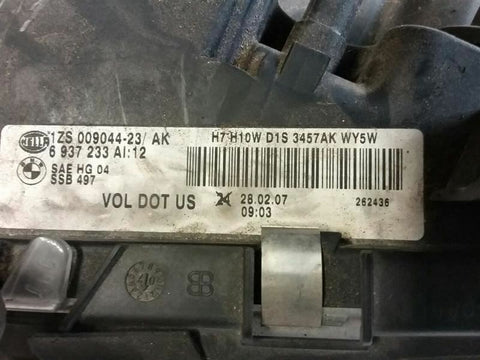 1ZS 009044-23/ AK
6 937 233 AI:12
SAE HG 04
SSB 497
VOL DOT US
H7 H10W D1S 3457AK WY5W
28.02.07
09:03
262436